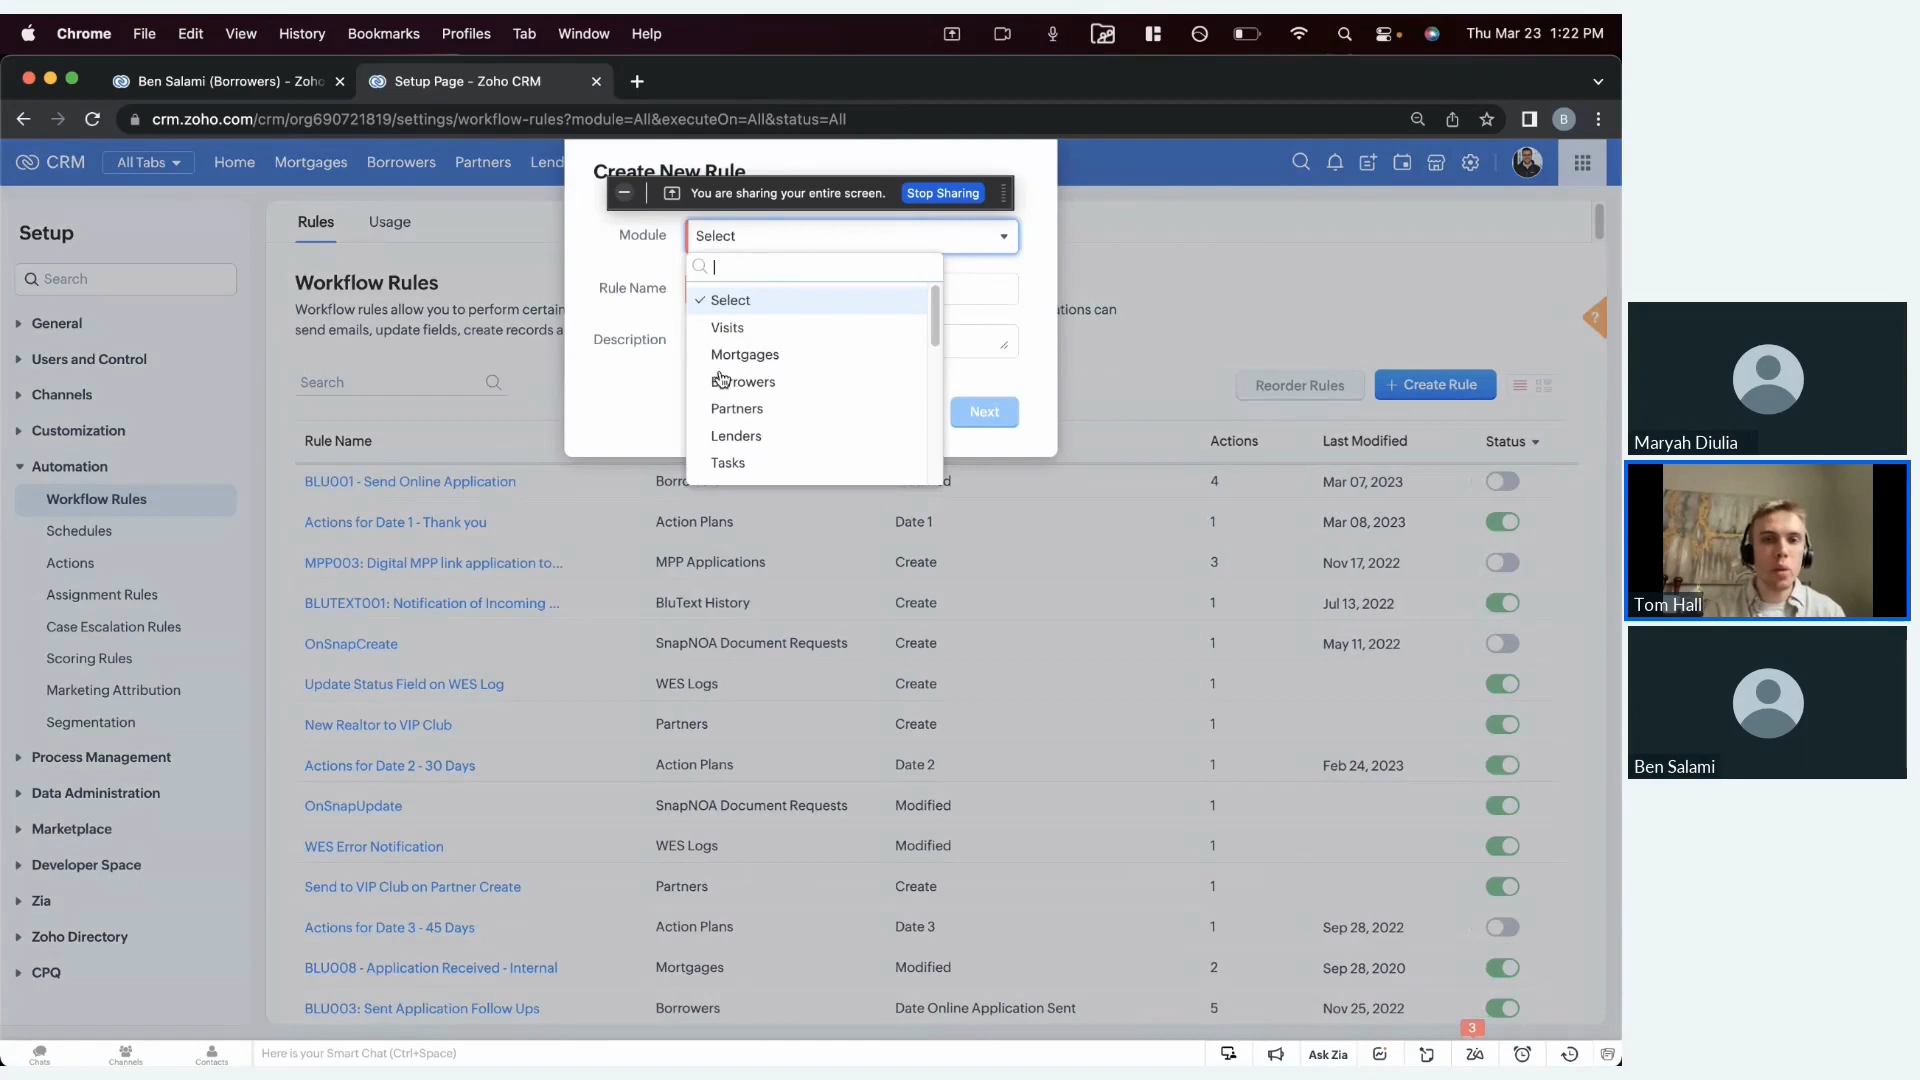 Chrome File Edit View History Bookmarks Profiles Tab Window Help Thu Mar 23 1:22 PM
Ben Salami (Borrowers) - Zoho Setup Page - Zoho CRM
crm.zoho.com/crm/org690721819/settings/workflow-rules?module=All&executeOn=All&status=All B
CRM All Tabs Home Mortgages Borrowers Partners Lend
Create New Rule
You are sharing your entire screen. Stop Sharing
Module Select
Select
Visits
Mortgages
Borrowers
Partners
Lenders
Tasks
Rule Name
Description
Next
Setup
Search
General
Users and Control
Channels
Customization
Automation
Workflow Rules
Schedules
Actions
Assignment Rules
Case Escalation Rules
Scoring Rules
Marketing Attribution
Segmentation
Process Management
Data Administration
Marketplace
Developer Space
Zia
Zoho Directory
CPQ
Rules Usage
Workflow Rules
Workflow rules allow you to perform certain ations can
send emails, update fields, create records a
?
Search Reorder Rules + Create Rule
Rule Name Actions Last Modified Status
BLU001 - Send Online Application Borro d 4 Mar 07, 2023
Actions for Date 1 - Thank you Action Plans Date 1 1 Mar 08, 2023
MPP003: Digital MPP link application to... MPP Applications Create 3 Nov 17, 2022
BLUTEXT001: Notification of Incoming ... BluText History Create 1 Jul 13, 2022
OnSnapCreate SnapNOA Document Requests Create 1 May 11, 2022
Update Status Field on WES Log WES Logs Create 1
New Realtor to VIP Club Partners Create 1
Actions for Date 2 - 30 Days Action Plans Date 2 1 Feb 24, 2023
OnSnapUpdate SnapNOA Document Requests Modified 1
WES Error Notification WES Logs Modified 1
Send to VIP Club on Partner Create Partners Create 1
Actions for Date 3 - 45 Days Action Plans Date 3 1 Sep 28, 2022
BLU008 - Application Received - Internal Mortgages Modified 2 Sep 28, 2020
BLU003: Sent Application Follow Ups Borrowers Date Online Application Sent 5 Nov 25, 2022
3
Chats Channels Contacts Here is your Smart Chat (Ctrl+Space) Ask Zia
Maryah Diulia
Tom Hall
Ben Salami